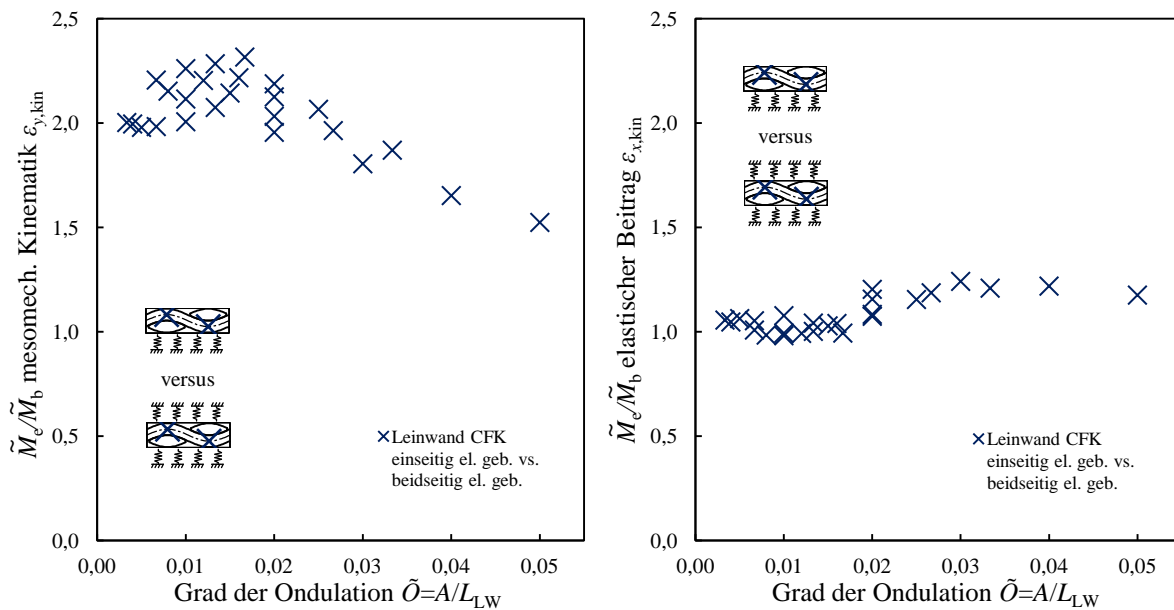 M̃e/M̃b mesomech. Kinematik εy,kin
2,5
2,0
1,5
1,0
0,5
0,0
versus
Leinwand CFK
einseitig el. geb. vs.
beidseitig el. geb.
0,00 0,01 0,02 0,03 0,04 0,05
Grad der Ondulation Õ=A/LLW
M̃e/M̃b elastischer Beitrag εx,kin
2,5
2,0
1,5
1,0
0,5
0,0
versus
Leinwand CFK
einseitig el. geb. vs.
beidseitig el. geb.
0,00 0,01 0,02 0,03 0,04 0,05
Grad der Ondulation Õ=A/LLW